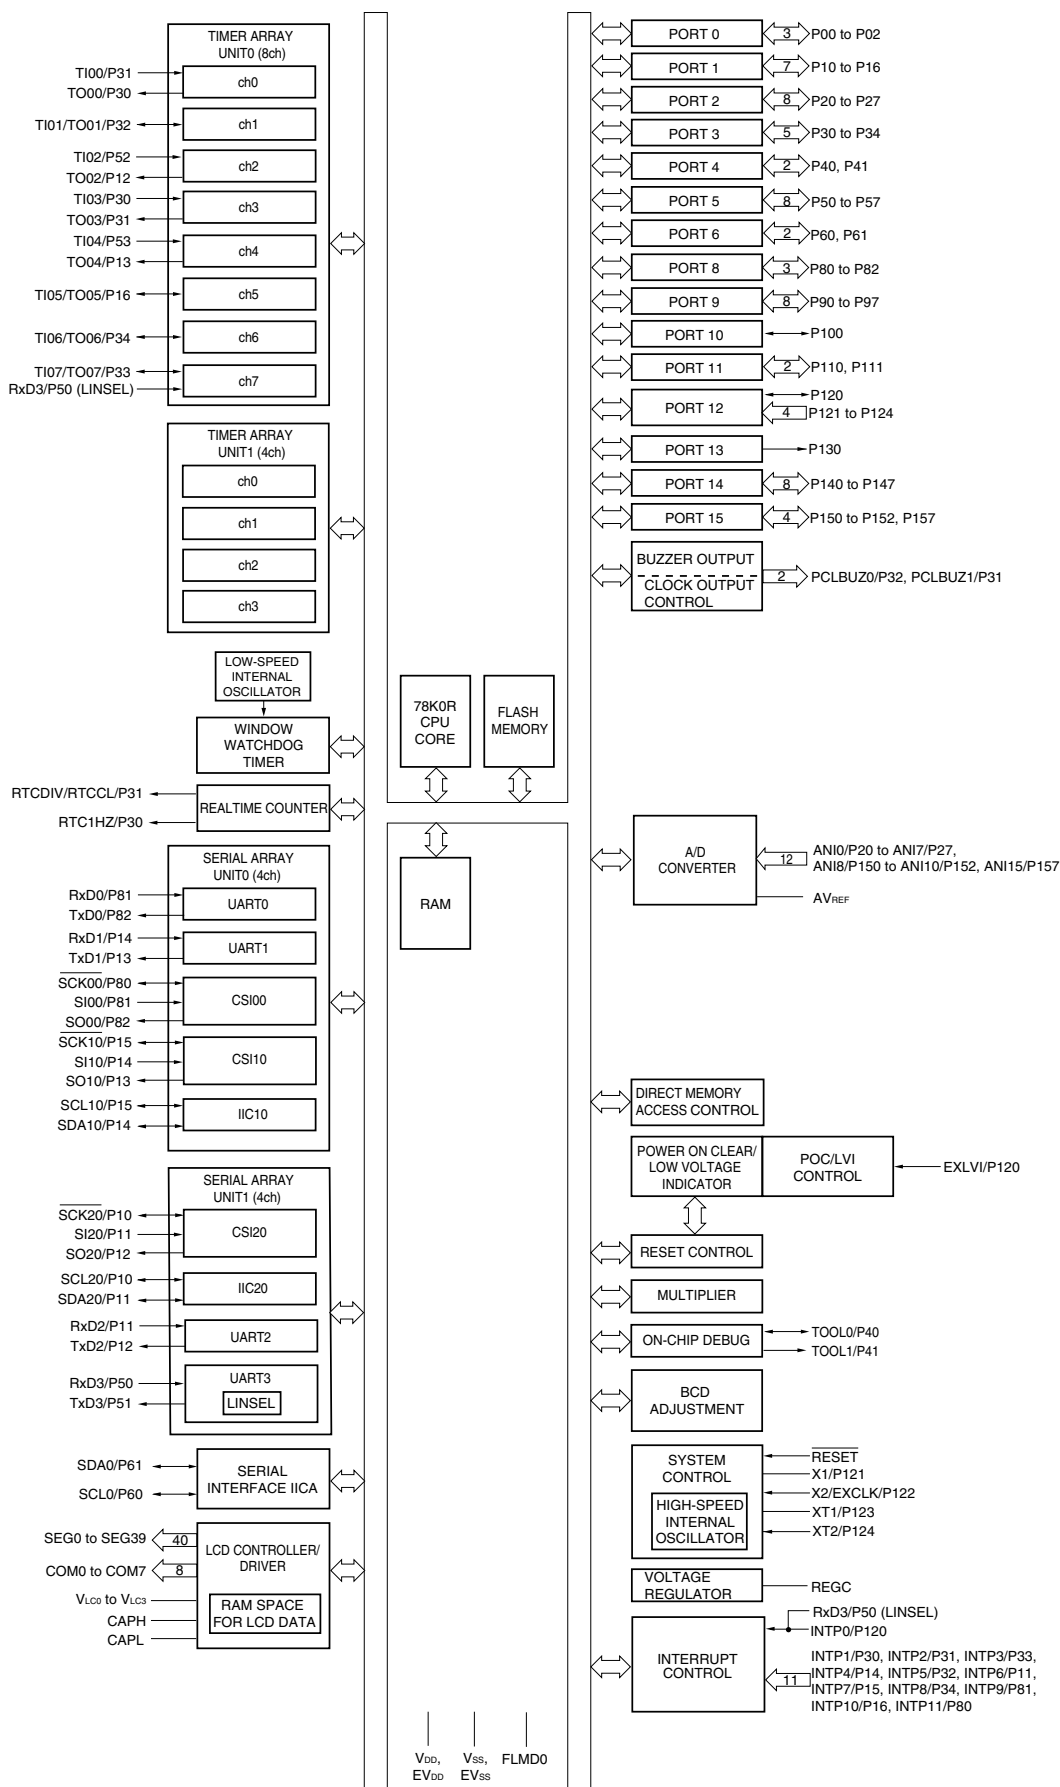 TIMER ARRAY
UNIT0 (8ch)
TI00/P31
TO00/P30
ch0
TI01/TO01/P32
ch1
TI02/P52
TO02/P12
ch2
TI03/P30
TO03/P31
ch3
TI04/P53
TO04/P13
ch4
TI05/TO05/P16
ch5
TI06/TO06/P34
ch6
TI07/TO07/P33
RxD3/P50 (LINSEL)
ch7
TIMER ARRAY
UNIT1 (4ch)
ch0
ch1
ch2
ch3
LOW-SPEED
INTERNAL
OSCILLATOR
WINDOW
WATCHDOG
TIMER
RTCDIV/RTCCL/P31
RTC1HZ/P30
REALTIME COUNTER
SERIAL ARRAY
UNIT0 (4ch)
RxD0/P81
TxD0/P82
UART0
RxD1/P14
TxD1/P13
UART1
SCK00/P80
SI00/P81
SO00/P82
CSI00
SCK10/P15
SI10/P14
SO10/P13
CSI10
SCL10/P15
SDA10/P14
IIC10
SERIAL ARRAY
UNIT1 (4ch)
SCK20/P10
SI20/P11
SO20/P12
CSI20
SCL20/P10
SDA20/P11
IIC20
RxD2/P11
TxD2/P12
UART2
RxD3/P50
TxD3/P51
UART3
LINSEL
SDA0/P61
SCL0/P60
SERIAL
INTERFACE IICA
SEG0 to SEG39
40
COM0 to COM7
8
VLC0 to VLC3
CAPH
CAPL
LCD CONTROLLER/
DRIVER
RAM SPACE
FOR LCD DATA
78K0R
CPU
CORE
FLASH
MEMORY
RAM
VDD,
EVDD
VSS,
EVSS
FLMD0
PORT 0
3
P00 to P02
PORT 1
7
P10 to P16
PORT 2
8
P20 to P27
PORT 3
5
P30 to P34
PORT 4
2
P40, P41
PORT 5
8
P50 to P57
PORT 6
2
P60, P61
PORT 8
3
P80 to P82
PORT 9
8
P90 to P97
PORT 10
P100
PORT 11
2
P110, P111
PORT 12
P120
4
P121 to P124
PORT 13
P130
PORT 14
8
P140 to P147
PORT 15
4
P150 to P152, P157
BUZZER OUTPUT
CLOCK OUTPUT
CONTROL
2
PCLBUZ0/P32, PCLBUZ1/P31
A/D
CONVERTER
12
ANI0/P20 to ANI7/P27,
ANI8/P150 to ANI10/P152, ANI15/P157
AVREF
DIRECT MEMORY
ACCESS CONTROL
POWER ON CLEAR/
LOW VOLTAGE
INDICATOR
POC/LVI
CONTROL
EXLVI/P120
RESET CONTROL
MULTIPLIER
ON-CHIP DEBUG
TOOL0/P40
TOOL1/P41
BCD
ADJUSTMENT
SYSTEM
CONTROL
HIGH-SPEED
INTERNAL
OSCILLATOR
RESET
X1/P121
X2/EXCLK/P122
XT1/P123
XT2/P124
VOLTAGE
REGULATOR
REGC
INTERRUPT
CONTROL
RxD3/P50 (LINSEL)
INTP0/P120
11
INTP1/P30, INTP2/P31, INTP3/P33,
INTP4/P14, INTP5/P32, INTP6/P11,
INTP7/P15, INTP8/P34, INTP9/P81,
INTP10/P16, INTP11/P80